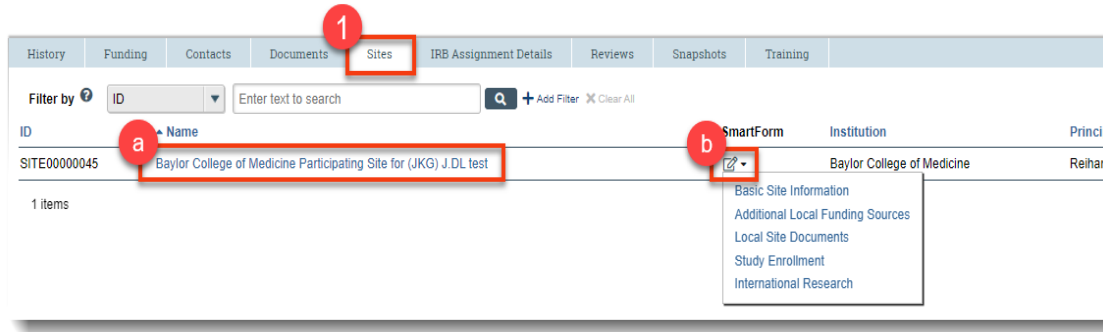 1
History Funding Contacts Documents Sites IRB Assignment Details Reviews Snapshots Training
Filter by ? ID Enter text to search + Add Filter X Clear All
ID Name SmartForm Institution
a b
SITE00000045 Baylor College of Medicine Participating Site for (JKG) J.DL test Baylor College of Medicine
1 items
Basic Site Information
Additional Local Funding Sources
Local Site Documents
Study Enrollment
International Research